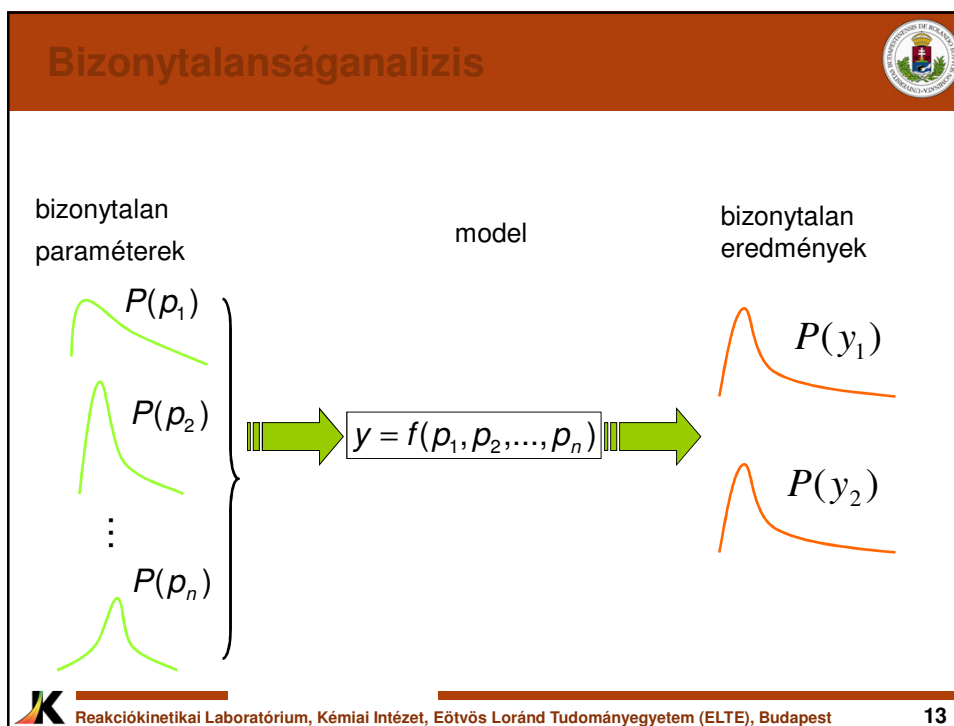 Bizonytalanságanalizis
bizonytalan
paraméterek
model
bizonytalan
eredmények
P(p₁)
P(p₂)
⋮
P(pₙ)
y = f(p₁,p₂,...,pₙ)
P(y₁)
P(y₂)
Reakciókinetikai Laboratórium, Kémiai Intézet, Eötvös Loránd Tudományegyetem (ELTE), Budapest 13